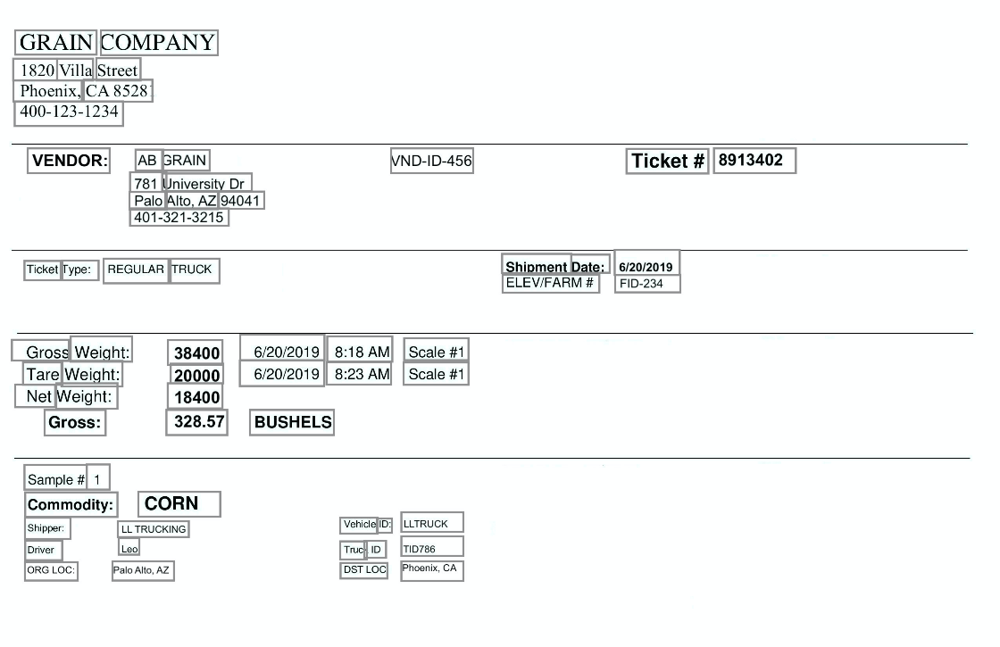 GRAIN COMPANY
1820 Villa Street
Phoenix, CA 85281
400-123-1234
VENDOR: AB GRAIN VND-ID-456 Ticket # 8913402
781 University Dr
Palo Alto, AZ 94041
401-321-3215
Ticket Type: REGULAR TRUCK Shipment Date: 6/20/2019
ELEV/FARM # FID-234
Gross Weight: 38400 6/20/2019 8:18 AM Scale #1
Tare Weight: 20000 6/20/2019 8:23 AM Scale #1
Net Weight: 18400
Gross: 328.57 BUSHELS
Sample # 1
Commodity: CORN
Shipper: LL TRUCKING Vehicle ID: LLTRUCK
Driver Leo Truck ID TID786
ORG LOC: Palo Alto, AZ DST LOC Phoenix, CA